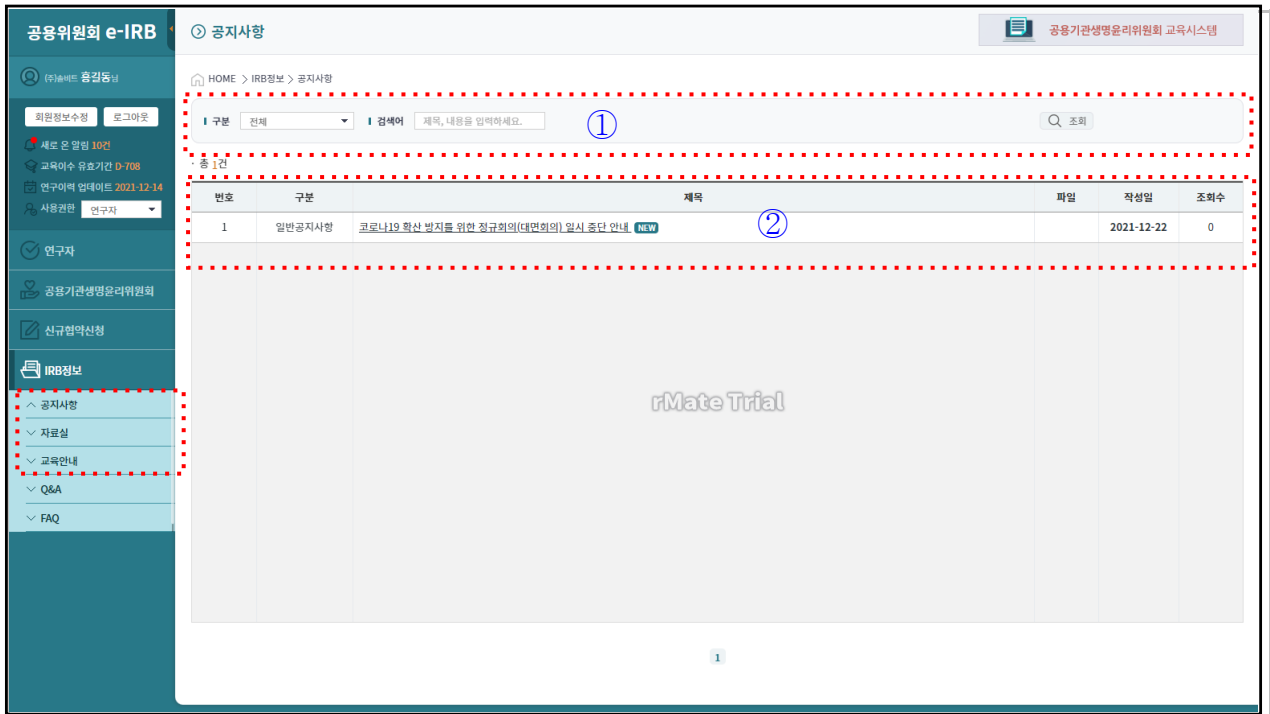 공용위원회 e-IRB
공지사항
공용기관생명윤리위원회 교육시스템
(주)솔비드 홍길동님
HOME > IRB정보 > 공지사항
회원정보수정 로그아웃
구분 전체 검색어 제목, 내용을 입력하세요. ① 조회
새로 온 알림 10건
교육이수 유효기간 D-708
연구이력 업데이트 2021-12-14
사용권한 연구자
· 총 1건
번호 구분 제목 파일 작성일 조회수
1 일반공지사항 코로나19 확산 방지를 위한 정규회의(대면회의) 일시 중단 안내 NEW ② 2021-12-22 0
연구자
공용기관생명윤리위원회
신규협약신청
IRB정보
공지사항
자료실
교육안내
Q&A
FAQ
rMate Trial
1